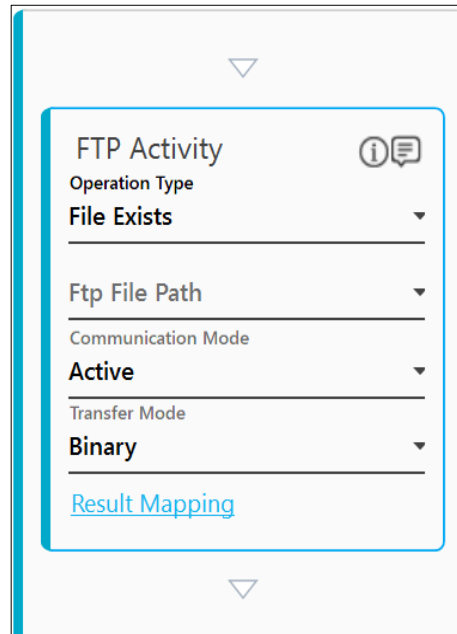 FTP Activity
Operation Type
File Exists
Ftp File Path
Communication Mode
Active
Transfer Mode
Binary
Result Mapping